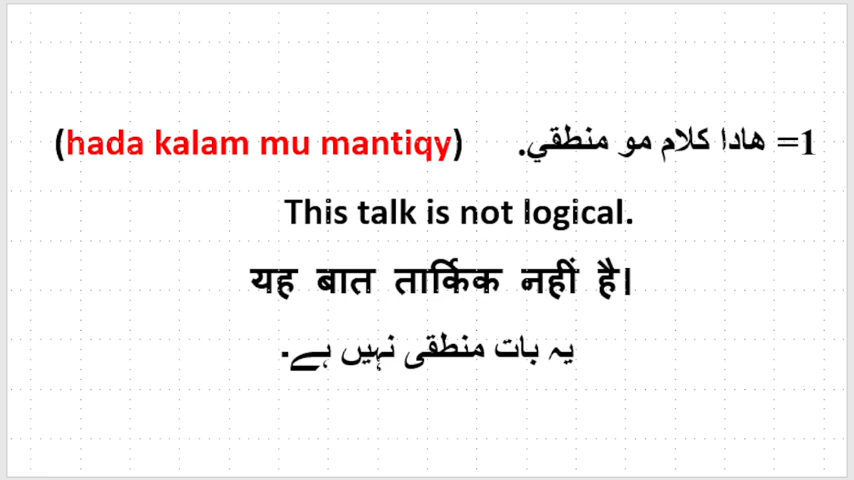 1= هادا كلام مو منطقي. (hada kalam mu mantiqy)
This talk is not logical.
यह बात तार्किक नहीं है।
یہ بات منطقی نہیں ہے۔